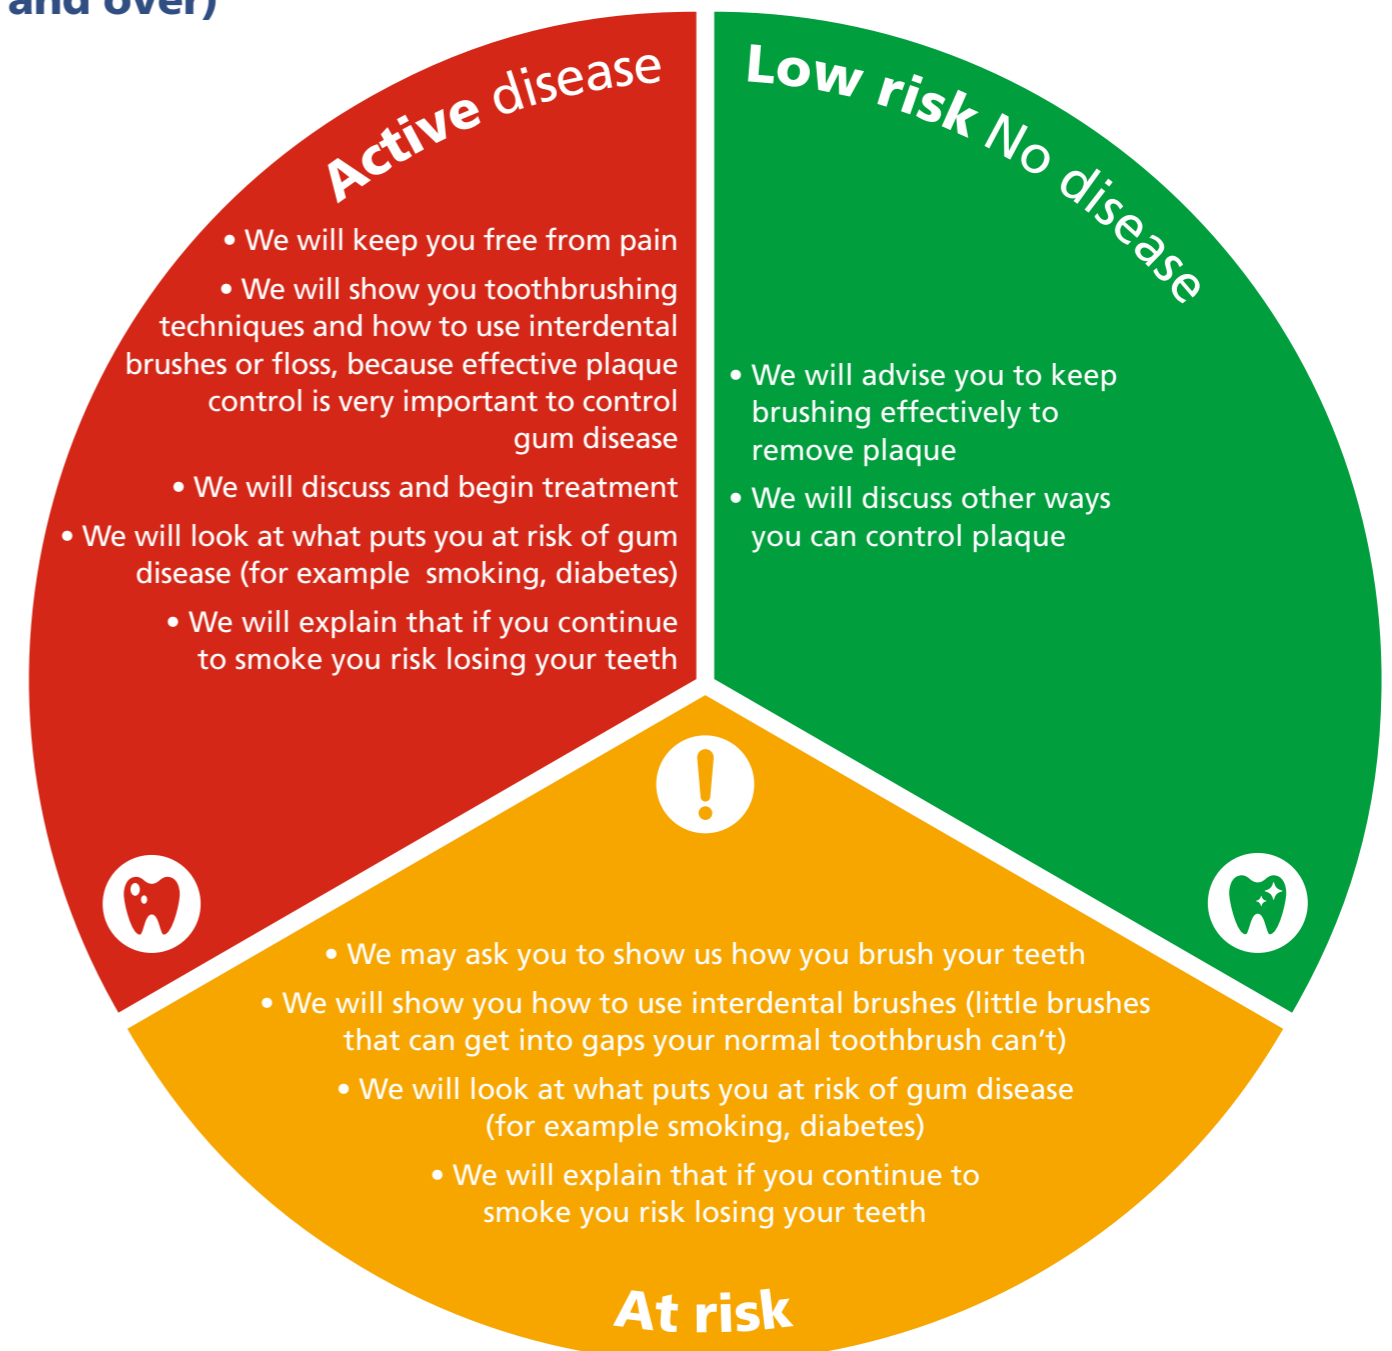 and over)
Active disease
• We will keep you free from pain
• We will show you toothbrushing
techniques and how to use interdental
brushes or floss, because effective plaque
control is very important to control
gum disease
• We will discuss and begin treatment
• We will look at what puts you at risk of gum
disease (for example  smoking, diabetes)
• We will explain that if you continue
to smoke you risk losing your teeth
Low risk No disease
• We will advise you to keep
brushing effectively to
remove plaque
• We will discuss other ways
you can control plaque
!
• We may ask you to show us how you brush your teeth
• We will show you how to use interdental brushes (little brushes
that can get into gaps your normal toothbrush can’t)
• We will look at what puts you at risk of gum disease
(for example smoking, diabetes)
• We will explain that if you continue to
smoke you risk losing your teeth
At risk